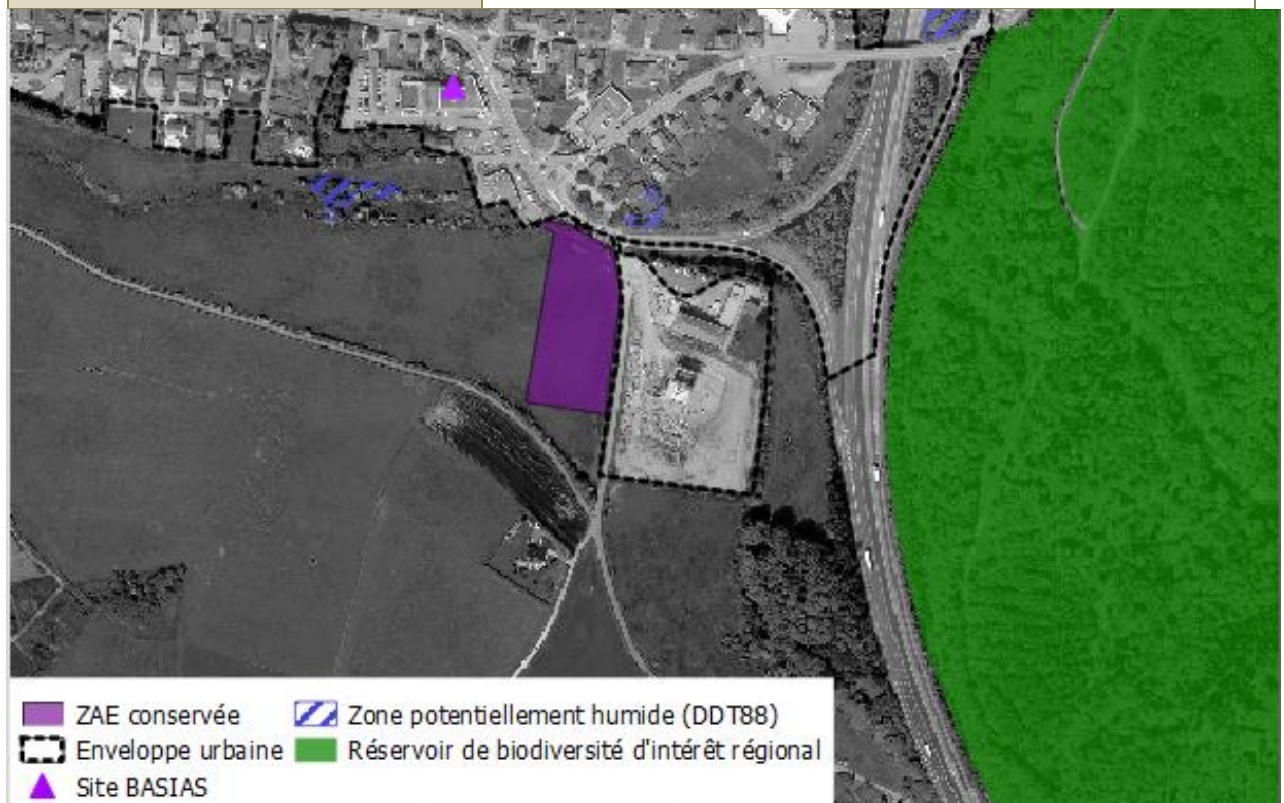 ZAE conservée
Zone potentiellement humide (DDT88)
Enveloppe urbaine
Réservoir de biodiversité d'intérêt régional
Site BASIAS